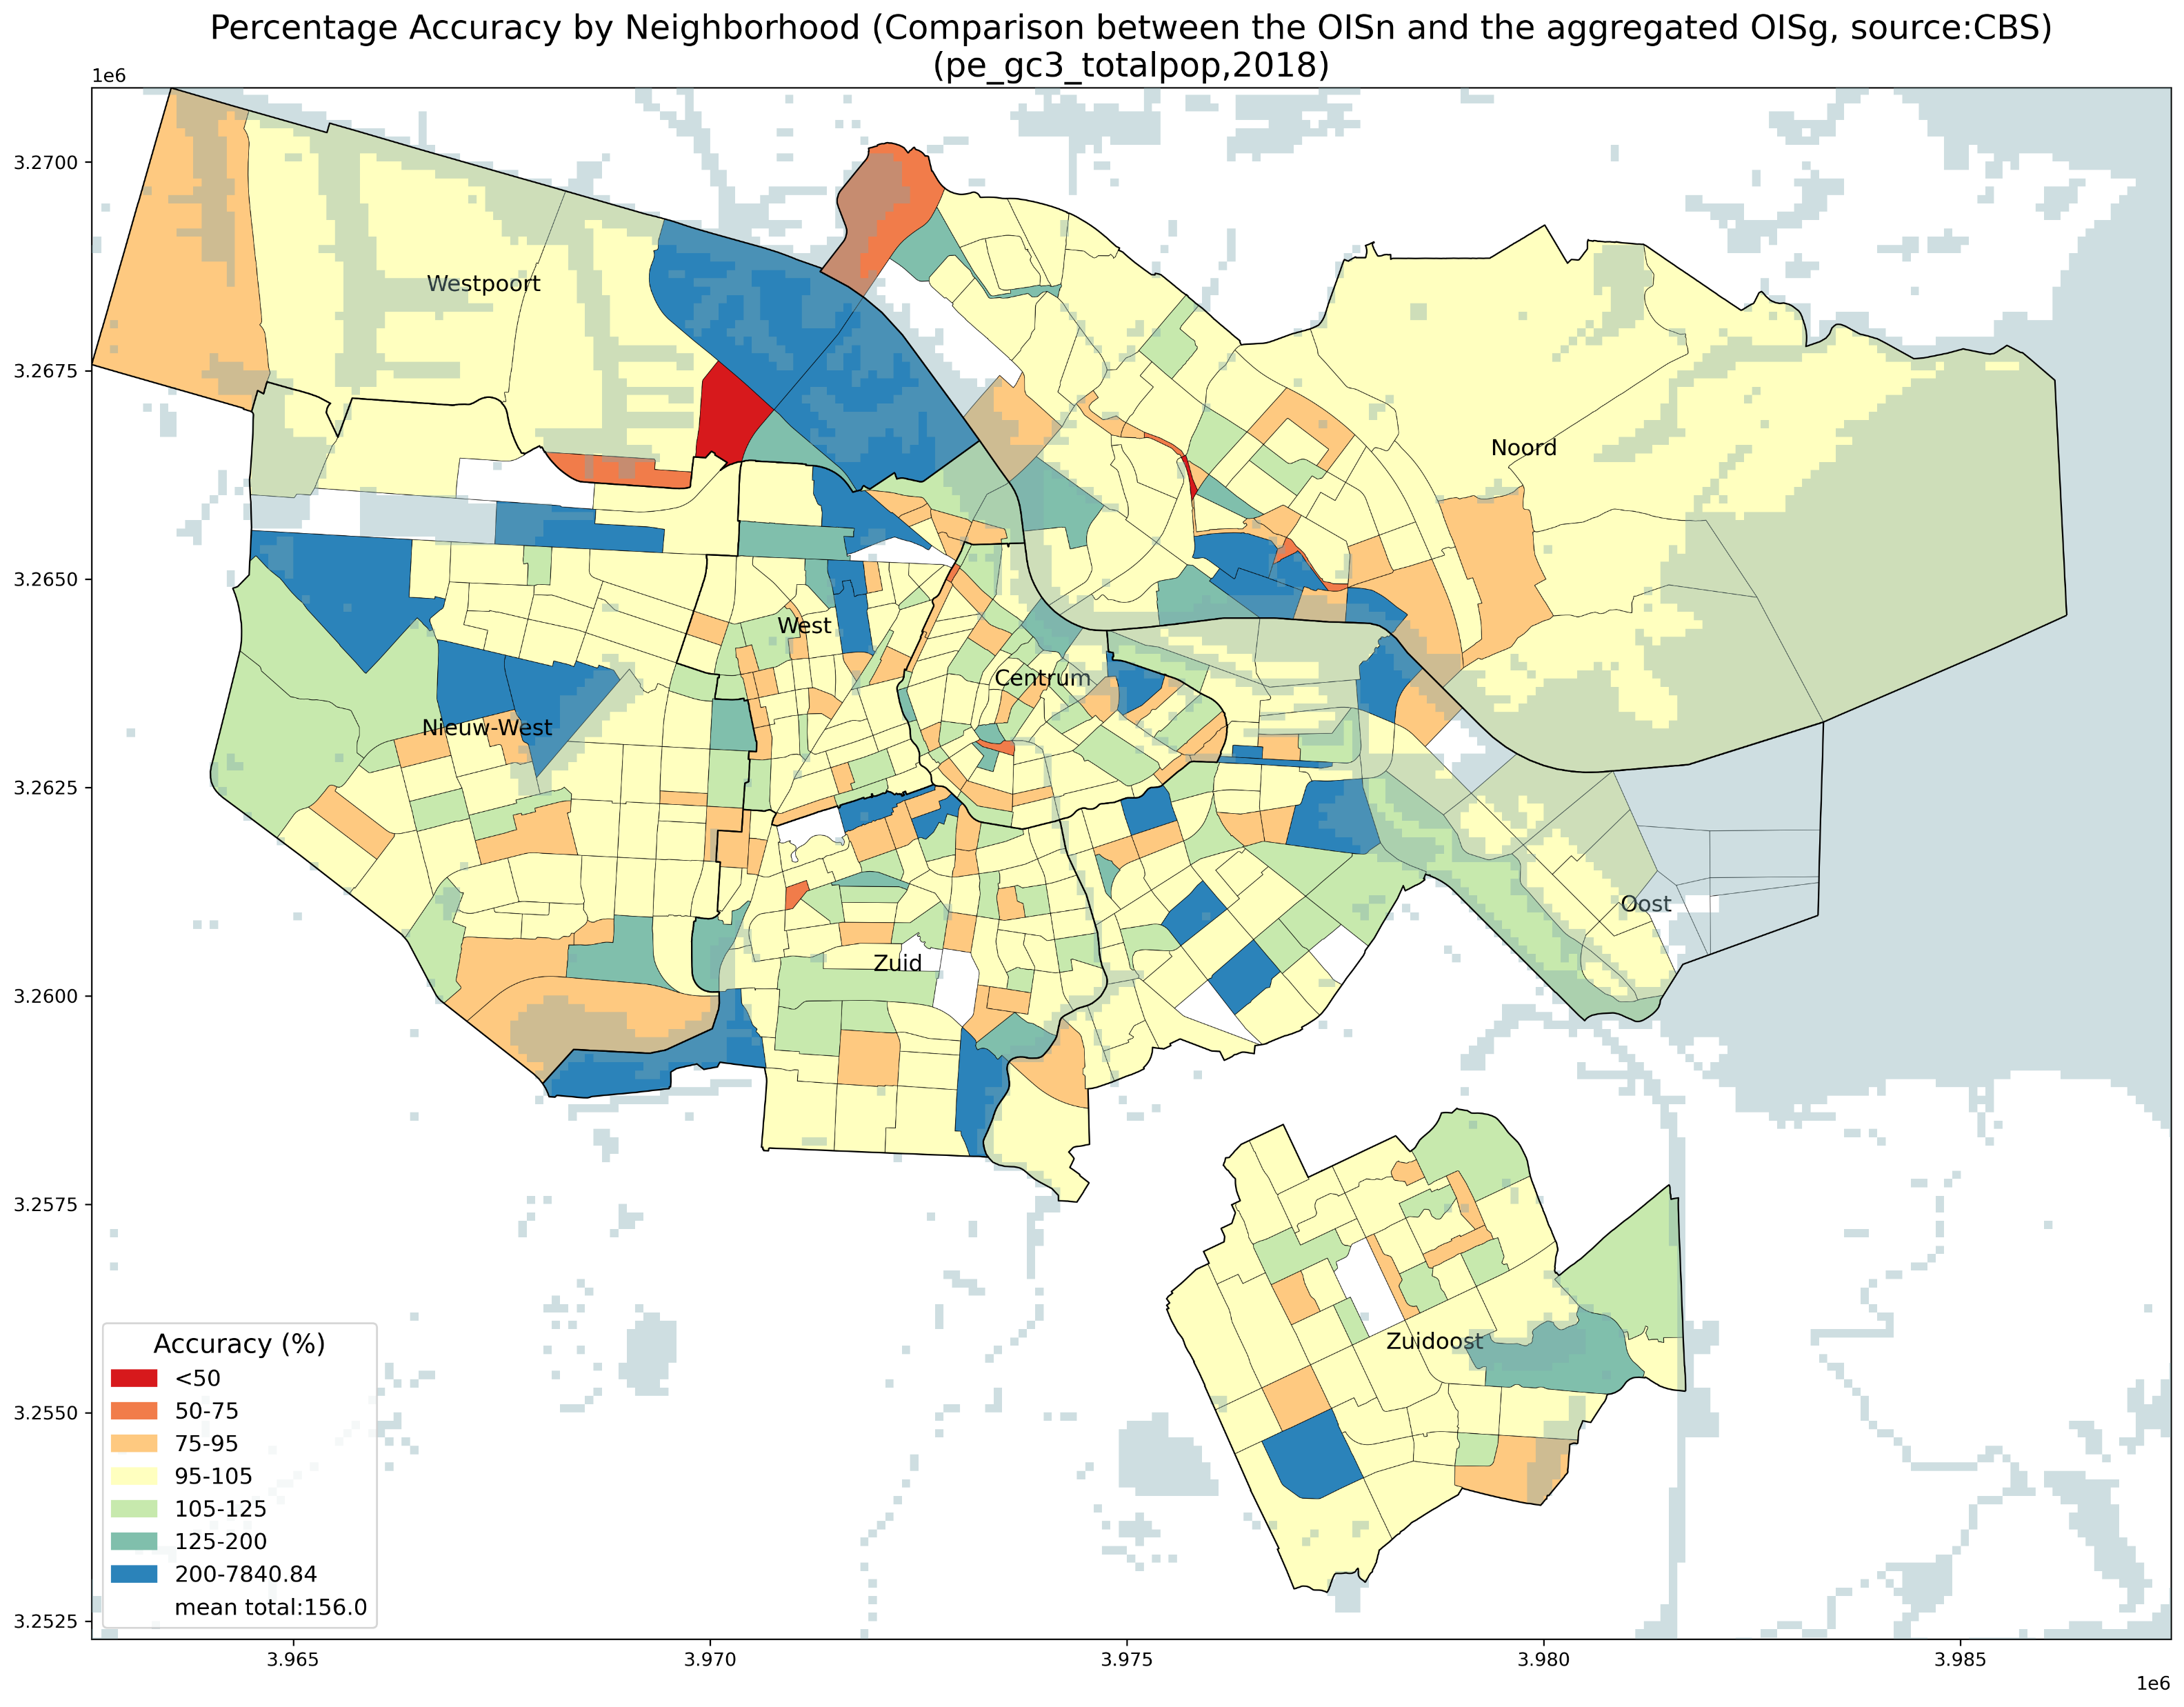 Percentage Accuracy by Neighborhood (Comparison between the OISn and the aggregated OISg, source:CBS)
(pe_gc3_totalpop,2018)
1e6
3.2700
3.2675
3.2650
3.2625
3.2600
3.2575
3.2550
3.2525
Westpoort
Noord
West
Centrum
Nieuw-West
Oost
Zuid
Zuidoost
Accuracy (%)
<50
50-75
75-95
95-105
105-125
125-200
200-7840.84
mean total:156.0
3.965
3.970
3.975
3.980
3.985
1e6